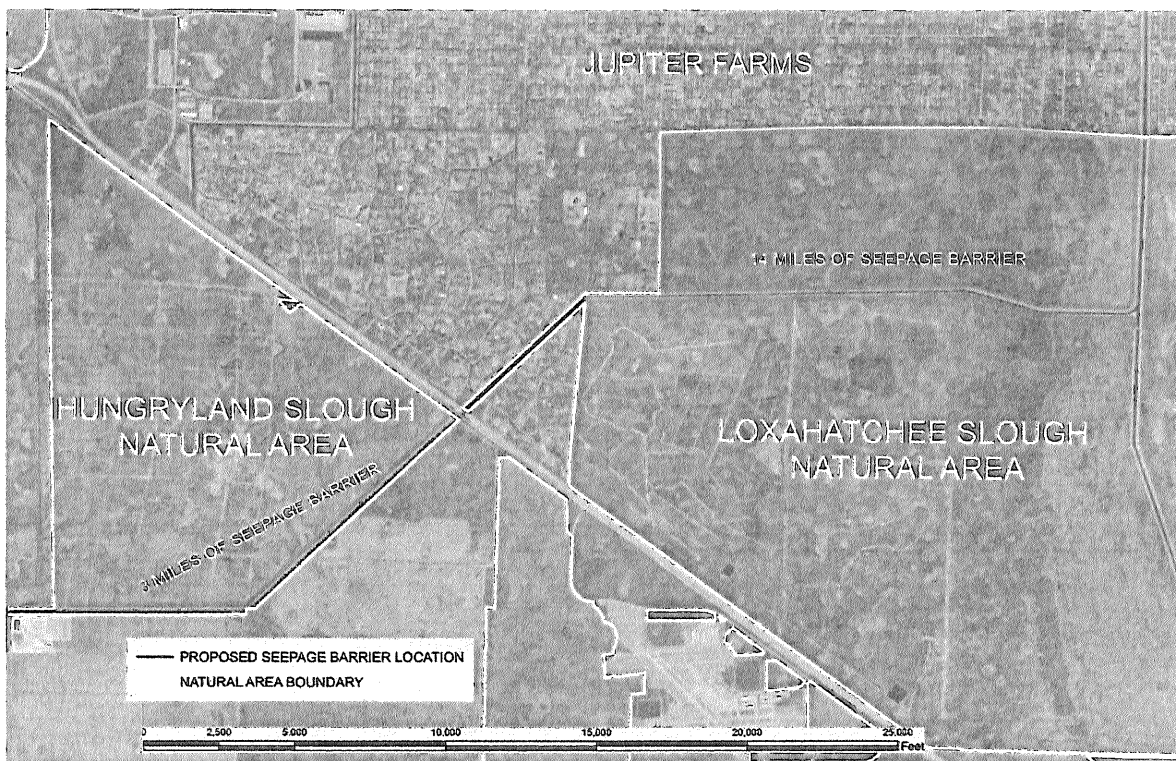 JUPITER FARMS
MILES OF SEEPAGE BARRIER
HUNGRYLAND SLOUGH
NATURAL AREA
LOXAHATCHEE SLOUGH
NATURAL AREA
3 MILES OF SEEPAGE BARRIER
PROPOSED SEEPAGE BARRIER LOCATION
NATURAL AREA BOUNDARY
0 2,500 5,000 10,000 15,000 20,000 25,000
Feet